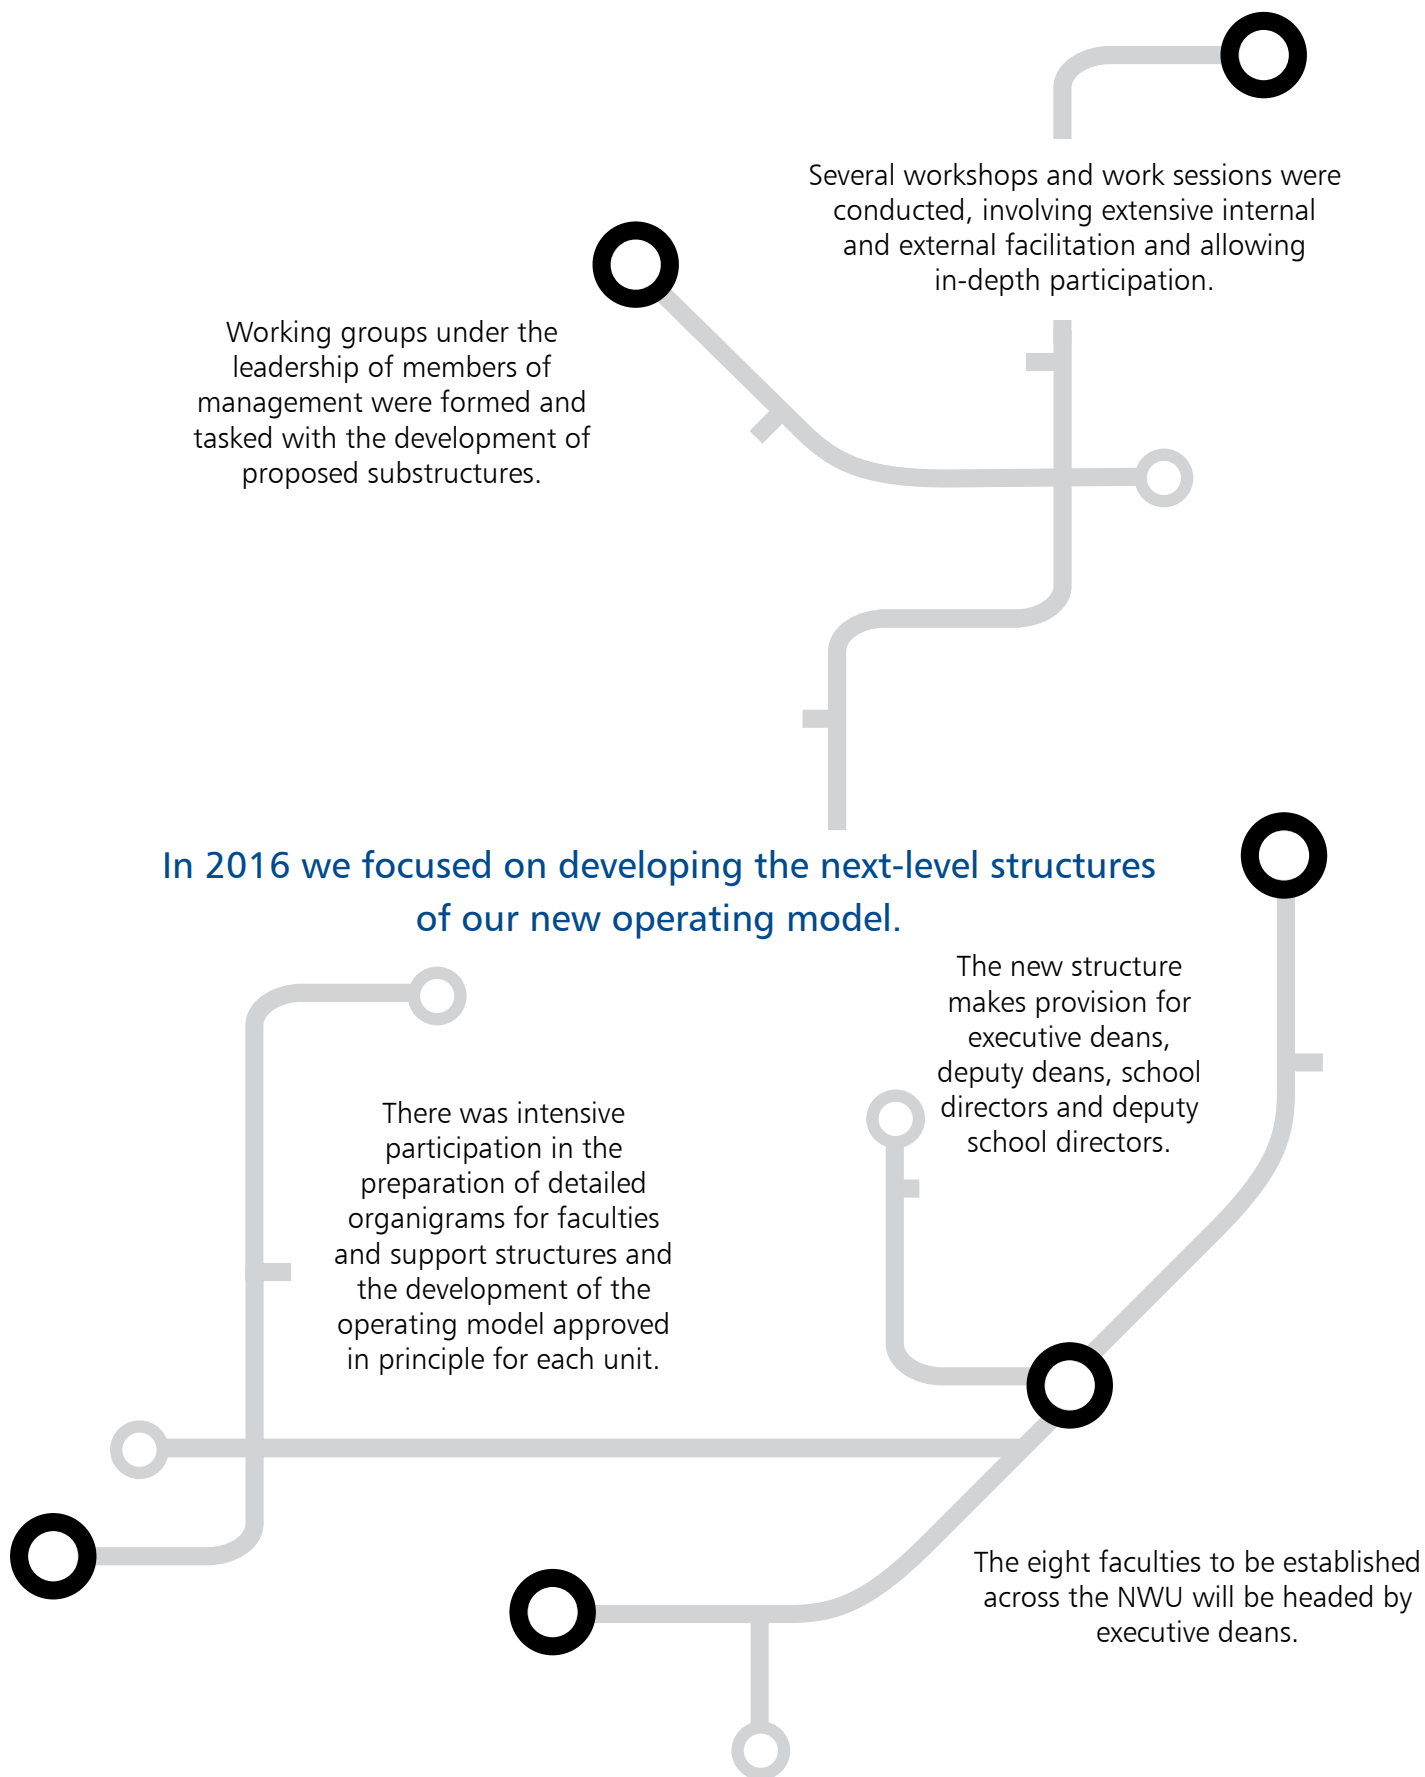 Several workshops and work sessions were
conducted, involving extensive internal
and external facilitation and allowing
in-depth participation.
Working groups under the
leadership of members of
management were formed and
tasked with the development of
proposed substructures.
In 2016 we focused on developing the next-level structures
of our new operating model.
The new structure
makes provision for
executive deans,
deputy deans, school
directors and deputy
school directors.
There was intensive
participation in the
preparation of detailed
organigrams for faculties
and support structures and
the development of the
operating model approved
in principle for each unit.
The eight faculties to be established
across the NWU will be headed by
executive deans.